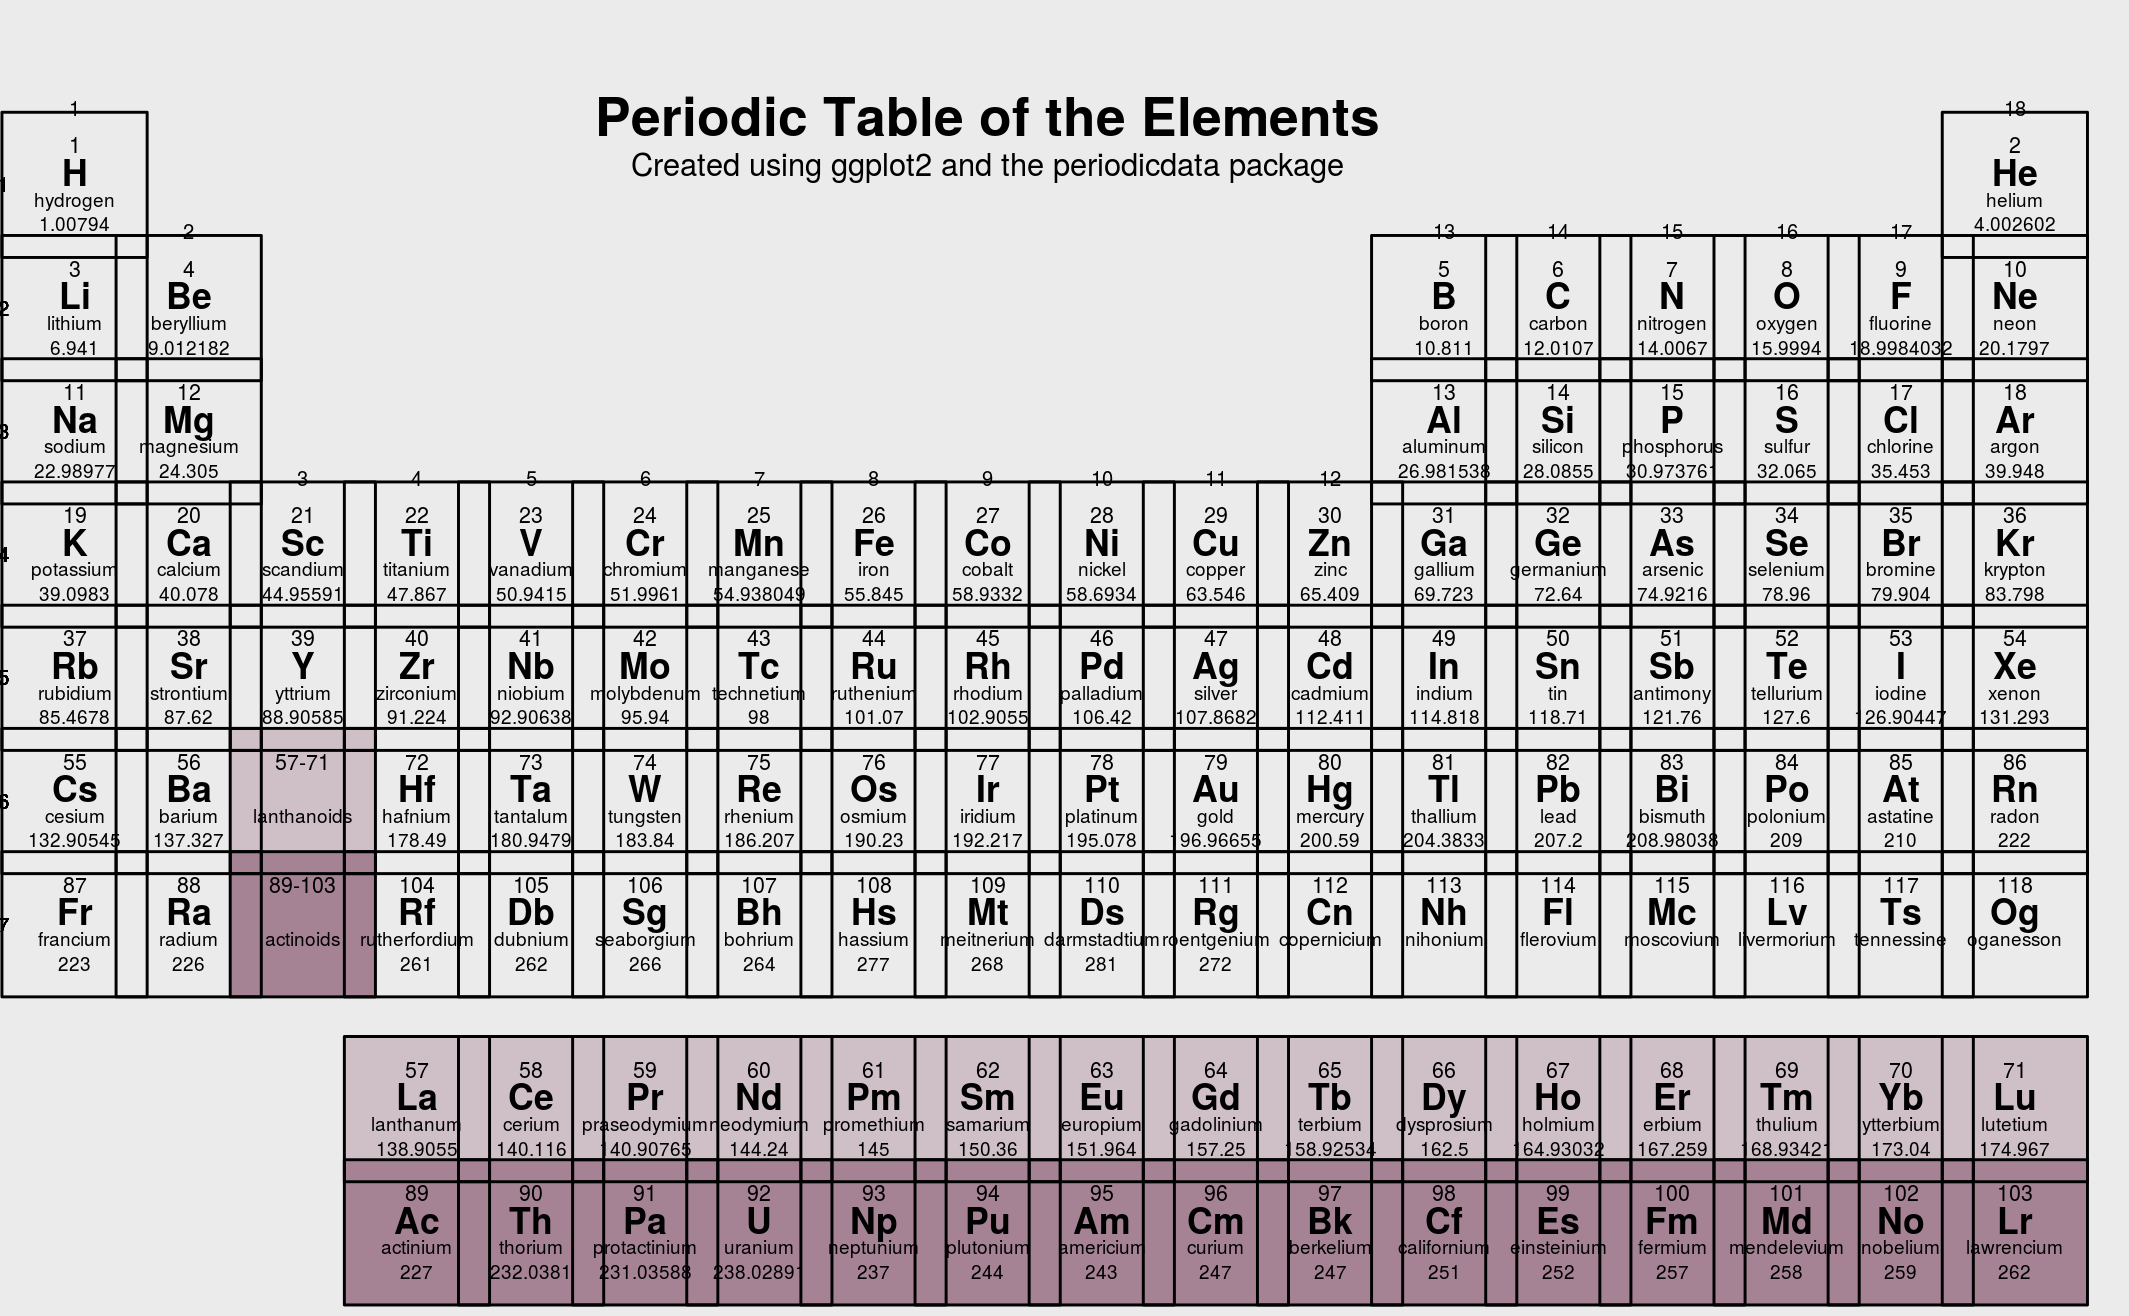 Periodic Table of the Elements
Created using ggplot2 and the periodicdata package
1 18
1 2
1 H He
hydrogen helium
1.00794 4.002602
2 13 14 15 16 17
3 4 5 6 7 8 9 10
2 Li Be B C N O F Ne
lithium beryllium boron carbon nitrogen oxygen fluorine neon
6.941 9.012182 10.811 12.0107 14.0067 15.9994 18.9984032 20.1797
11 12 13 14 15 16 17 18
3 Na Mg Al Si P S Cl Ar
sodium magnesium aluminum silicon phosphorus sulfur chlorine argon
22.98977 24.305 26.981538 28.0855 30.973761 32.065 35.453 39.948
3 4 5 6 7 8 9 10 11 12
19 20 21 22 23 24 25 26 27 28 29 30 31 32 33 34 35 36
4 K Ca Sc Ti V Cr Mn Fe Co Ni Cu Zn Ga Ge As Se Br Kr
potassium calcium scandium titanium vanadium chromium manganese iron cobalt nickel copper zinc gallium germanium arsenic selenium bromine krypton
39.0983 40.078 44.95591 47.867 50.9415 51.9961 54.938049 55.845 58.9332 58.6934 63.546 65.409 69.723 72.64 74.9216 78.96 79.904 83.798
37 38 39 40 41 42 43 44 45 46 47 48 49 50 51 52 53 54
5 Rb Sr Y Zr Nb Mo Tc Ru Rh Pd Ag Cd In Sn Sb Te I Xe
rubidium strontium yttrium zirconium niobium molybdenum technetium ruthenium rhodium palladium silver cadmium indium tin antimony tellurium iodine xenon
85.4678 87.62 88.90585 91.224 92.90638 95.94 98 101.07 102.9055 106.42 107.8682 112.411 114.818 118.71 121.76 127.6 126.90447 131.293
55 56 57-71 72 73 74 75 76 77 78 79 80 81 82 83 84 85 86
6 Cs Ba Hf Ta W Re Os Ir Pt Au Hg Tl Pb Bi Po At Rn
cesium barium lanthanoids hafnium tantalum tungsten rhenium osmium iridium platinum gold mercury thallium lead bismuth polonium astatine radon
132.90545 137.327 178.49 180.9479 183.84 186.207 190.23 192.217 195.078 196.96655 200.59 204.3833 207.2 208.98038 209 210 222
87 88 89-103 104 105 106 107 108 109 110 111 112 113 114 115 116 117 118
7 Fr Ra Rf Db Sg Bh Hs Mt Ds Rg Cn Nh Fl Mc Lv Ts Og
francium radium actinoids rutherfordium dubnium seaborgium bohrium hassium meitnerium darmstadtium roentgenium copernicium nihonium flerovium moscovium livermorium tennessine oganesson
223 226 261 262 266 264 277 268 281 272
57 58 59 60 61 62 63 64 65 66 67 68 69 70 71
La Ce Pr Nd Pm Sm Eu Gd Tb Dy Ho Er Tm Yb Lu
lanthanum cerium praseodymium neodymium promethium samarium europium gadolinium terbium dysprosium holmium erbium thulium ytterbium lutetium
138.9055 140.116 140.90765 144.24 145 150.36 151.964 157.25 158.92534 162.5 164.93032 167.259 168.93421 173.04 174.967
89 90 91 92 93 94 95 96 97 98 99 100 101 102 103
Ac Th Pa U Np Pu Am Cm Bk Cf Es Fm Md No Lr
actinium thorium protactinium uranium neptunium plutonium americium curium berkelium californium einsteinium fermium mendelevium nobelium lawrencium
227 232.0381 231.03588 238.02891 237 244 243 247 247 251 252 257 258 259 262